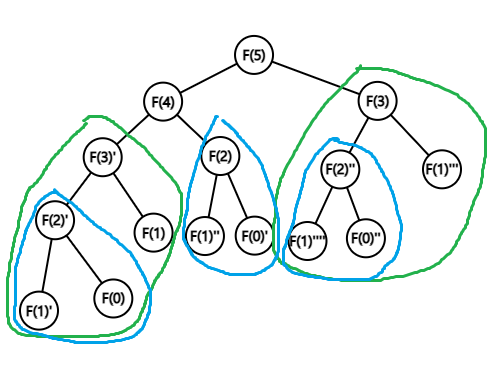 F(5)
F(4) F(3)
F(3)' F(2) F(2)'' F(1)'''
F(2)' F(1) F(1)'' F(0)' F(1)'''' F(0)''
F(1)' F(0)